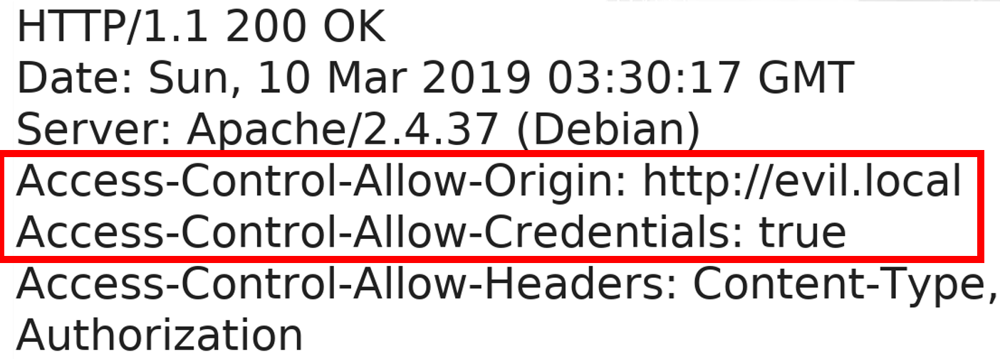 HTTP/1.1 200 OK
Date: Sun, 10 Mar 2019 03:30:17 GMT
Server: Apache/2.4.37 (Debian)
Access-Control-Allow-Origin: http://evil.local
Access-Control-Allow-Credentials: true
Access-Control-Allow-Headers: Content-Type,
Authorization